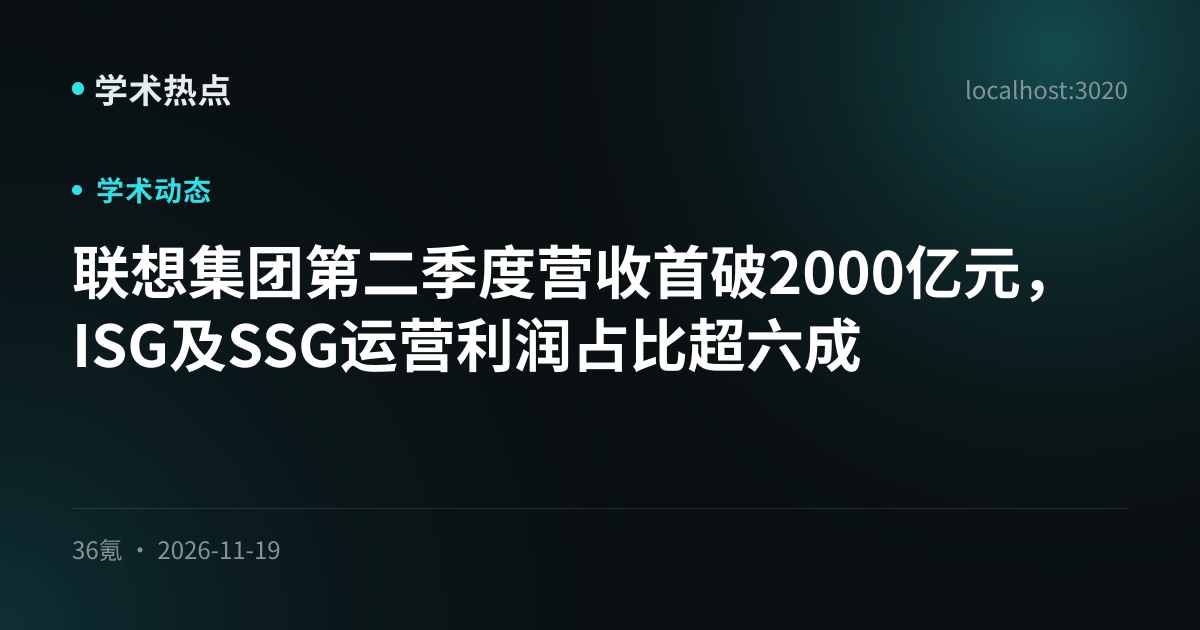 学术热点
localhost:3020
学术动态
联想集团第二季度营收首破2000亿元，
ISG及SSG运营利润占比超六成
36氪 · 2026-11-19